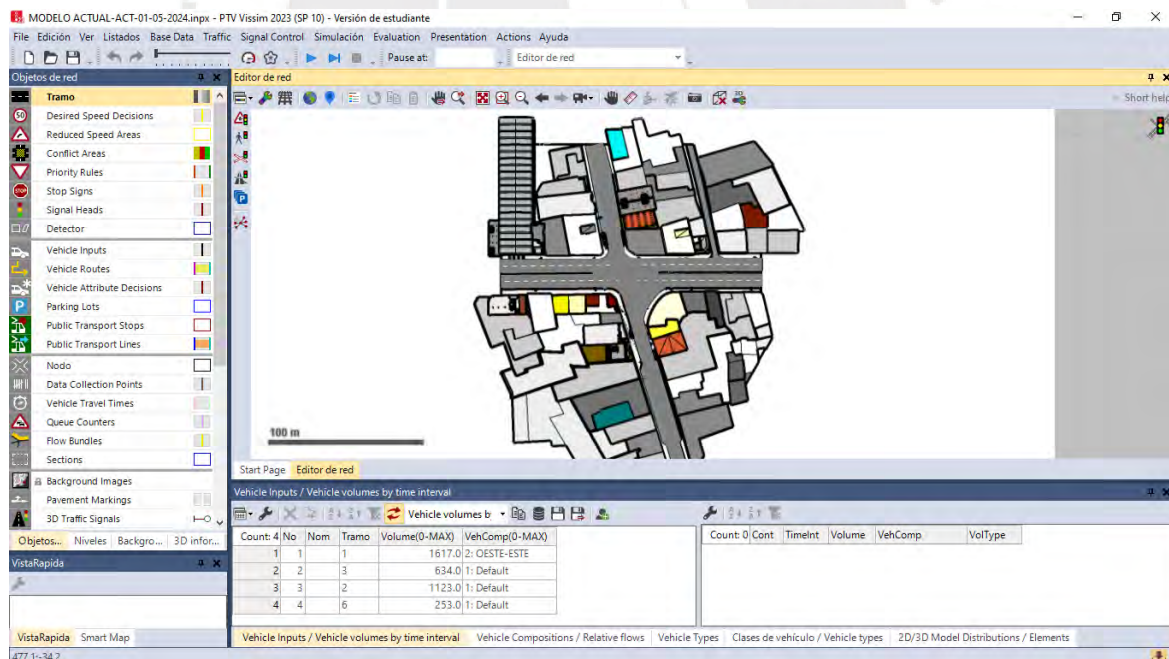 MODELO ACTUAL-ACT-01-05-2024.inpx - PTV Vissim 2023 (SP 10) - Versión de estudiante
File Edición Ver Listados Base Data Traffic Signal Control Simulación Evaluation Presentation Actions Ayuda
Pause at: Editor de red
Objetos de red
Editor de red
Short help
Tramo
50 Desired Speed Decisions
Reduced Speed Areas
Conflict Areas
Priority Rules
STOP Stop Signs
Signal Heads
Detector
Vehicle Inputs
Vehicle Routes
Vehicle Attribute Decisions
P Parking Lots
Public Transport Stops
Public Transport Lines
Nodo
Data Collection Points
Vehicle Travel Times
Queue Counters
Flow Bundles
Sections
Background Images
Pavement Markings
3D Traffic Signals
100 m
Start Page Editor de red
Objetos... Niveles Backgro... 3D infor...
Vehicle Inputs / Vehicle volumes by time interval
Vehicle volumes b
Count: 4 No Nom Tramo Volume(0-MAX) VehComp(0-MAX)
1 1 1 1617.0 2: OESTE-ESTE
2 2 3 634.0 1: Default
3 3 2 1123.0 1: Default
4 4 6 253.0 1: Default
Count: 0 Cont TimeInt Volume VehComp VolType
VistaRapida
VistaRapida Smart Map
Vehicle Inputs / Vehicle volumes by time interval Vehicle Compositions / Relative flows Vehicle Types Clases de vehículo / Vehicle types 2D/3D Model Distributions / Elements
477.1:-34.2